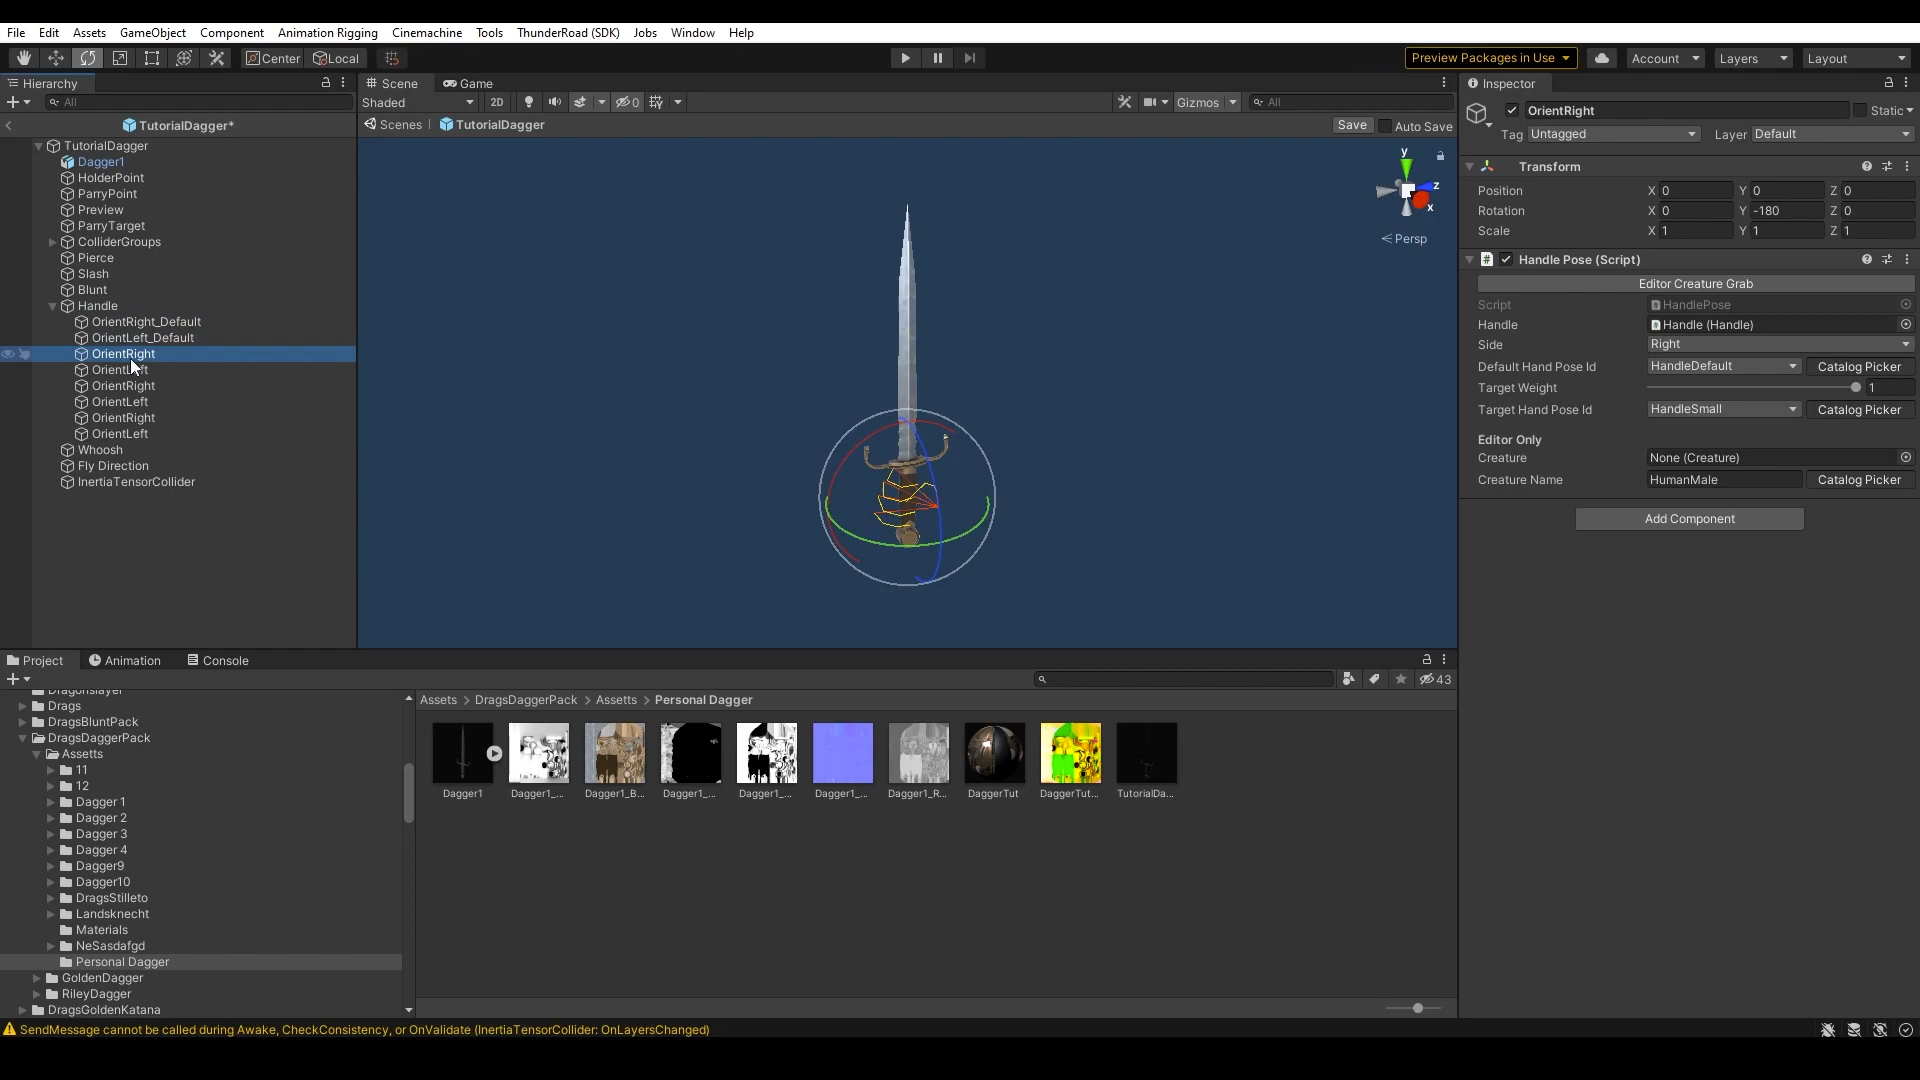 File Edit Assets GameObject Component Animation Rigging Cinemachine Tools ThunderRoad (SDK) Jobs Window Help
Center Local Preview Packages in Use Account Layers Layout
Hierarchy
All
TutorialDagger*
TutorialDagger
Dagger1
HolderPoint
ParryPoint
Preview
ParryTarget
ColliderGroups
Pierce
Slash
Blunt
Handle
OrientRight_Default
OrientLeft_Default
OrientRight
OrientLeft
OrientRight
OrientLeft
OrientRight
OrientLeft
Whoosh
Fly Direction
InertiaTensorCollider
Scene Game
Shaded 2D 0 Gizmos All
Scenes TutorialDagger Save Auto Save
y
z
x
Persp
Inspector
OrientRight Static
Tag Untagged Layer Default
Transform
Position X 0 Y 0 Z 0
Rotation X 0 Y -180 Z 0
Scale X 1 Y 1 Z 1
Handle Pose (Script)
Editor Creature Grab
Script HandlePose
Handle Handle (Handle)
Side Right
Default Hand Pose Id HandleDefault Catalog Picker
Target Weight 1
Target Hand Pose Id HandleSmall Catalog Picker
Editor Only
Creature None (Creature)
Creature Name HumanMale Catalog Picker
Add Component
Project Animation Console
43
Dragonslayer
Drags
DragsBluntPack
DragsDaggerPack
Assetts
11
12
Dagger 1
Dagger 2
Dagger 3
Dagger 4
Dagger9
Dagger10
DragsStilleto
Landsknecht
Materials
NeSasdafgd
Personal Dagger
GoldenDagger
RileyDagger
DragsGoldenKatana
Assets > DragsDaggerPack > Assetts > Personal Dagger
Dagger1 Dagger1_... Dagger1_B... Dagger1_... Dagger1_... Dagger1_... Dagger1_R... DaggerTut DaggerTut... TutorialDa...
SendMessage cannot be called during Awake, CheckConsistency, or OnValidate (InertiaTensorCollider: OnLayersChanged)